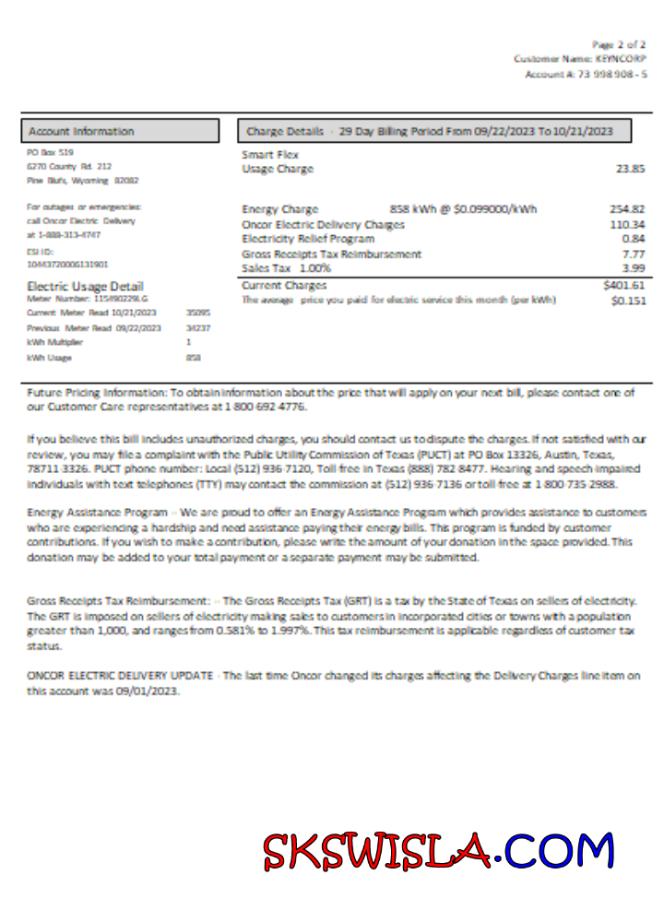 Page 2 of 2
Customer Name: KEYNCORP
Account #: 73 998 908 - 5
Account Information
PO Box 519
6270 County Rd. 212
Pine Blufs, Wyoming 82082
For outages or emergencies:
call Oncor Electric Delivery
at 1-888-313-4747
ESI ID:
10443720006131901
Electric Usage Detail
Meter Number: 115490229LG
Current Meter Read 10/21/2023 35095
Previous Meter Read 09/22/2023 34237
kWh Multiplier 1
kWh Usage 858
Charge Details - 29 Day Billing Period From 09/22/2023 To 10/21/2023
Smart Flex
Usage Charge 23.85
Energy Charge 858 kWh @ $0.099000/kWh 254.82
Oncor Electric Delivery Charges 110.34
Electricity Relief Program 0.84
Gross Receipts Tax Reimbursement 7.77
Sales Tax 1.00% 3.99
Current Charges $401.61
The average price you paid for electric service this month (per kWh) $0.151
Future Pricing Information: To obtain information about the price that will apply on your next bill, please contact one of
our Customer Care representatives at 1-800-692-4776.
If you believe this bill includes unauthorized charges, you should contact us to dispute the charges. If not satisfied with our
review, you may file a complaint with the Public Utility Commission of Texas (PUCT) at PO Box 13326, Austin, Texas,
78711-3326. PUCT phone number: Local (512) 936-7120, Toll-free in Texas (888) 782-8477. Hearing and speech-impaired
individuals with text telephones (TTY) may contact the commission at (512) 936-7136 or toll-free at 1-800-735-2988.
Energy Assistance Program -- We are proud to offer an Energy Assistance Program which provides assistance to customers
who are experiencing a hardship and need assistance paying their energy bills. This program is funded by customer
contributions. If you wish to make a contribution, please write the amount of your donation in the space provided. This
donation may be added to your total payment or a separate payment may be submitted.
Gross Receipts Tax Reimbursement: -- The Gross Receipts Tax (GRT) is a tax by the State of Texas on sellers of electricity.
The GRT is imposed on sellers of electricity making sales to customers in incorporated cities or towns with a population
greater than 1,000, and ranges from 0.581% to 1.997%. This tax reimbursement is applicable regardless of customer tax
status.
ONCOR ELECTRIC DELIVERY UPDATE - The last time Oncor changed its charges affecting the Delivery Charges line item on
this account was 09/01/2023.
SKSWISLA.COM